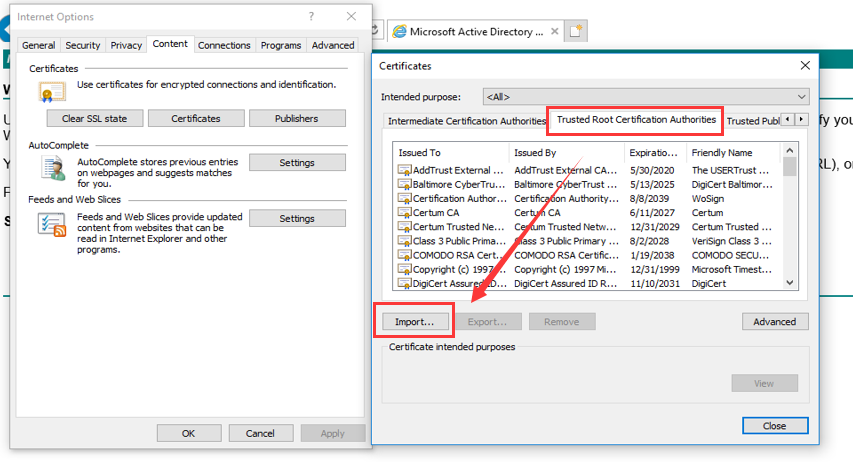 Internet Options
?
General Security Privacy Content Connections Programs Advanced
Certificates
Use certificates for encrypted connections and identification.
Clear SSL state Certificates Publishers
AutoComplete
AutoComplete stores previous entries
on webpages and suggests matches
for you.
Settings
Feeds and Web Slices
Feeds and Web Slices provide updated
content from websites that can be
read in Internet Explorer and other
programs.
Settings
OK Cancel Apply
Microsoft Active Directory ...
Certificates
Intended purpose: <All>
Intermediate Certification Authorities Trusted Root Certification Authorities Trusted Publ
Issued To Issued By Expiratio... Friendly Name
AddTrust External ... AddTrust External CA... 5/30/2020 The USERTrust ...
Baltimore CyberTru... Baltimore CyberTrust ... 5/13/2025 DigiCert Baltimor...
Certification Author... Certification Authority... 8/8/2039 WoSign
Certum CA Certum CA 6/11/2027 Certum
Certum Trusted Netw... Certum Trusted Netw... 12/31/2029 Certum Trusted ...
Class 3 Public Prima... Class 3 Public Primary ... 8/2/2028 VeriSign Class 3 ...
COMODO RSA Cert... COMODO RSA Certific... 1/19/2038 COMODO SECU...
Copyright (c) 1997 ... Copyright (c) 1997 Mi... 12/31/1999 Microsoft Timest...
DigiCert Assured ID... DigiCert Assured ID R... 11/10/2031 DigiCert
Import... Export... Remove Advanced
Certificate intended purposes
View
Close
fy you
RL), o